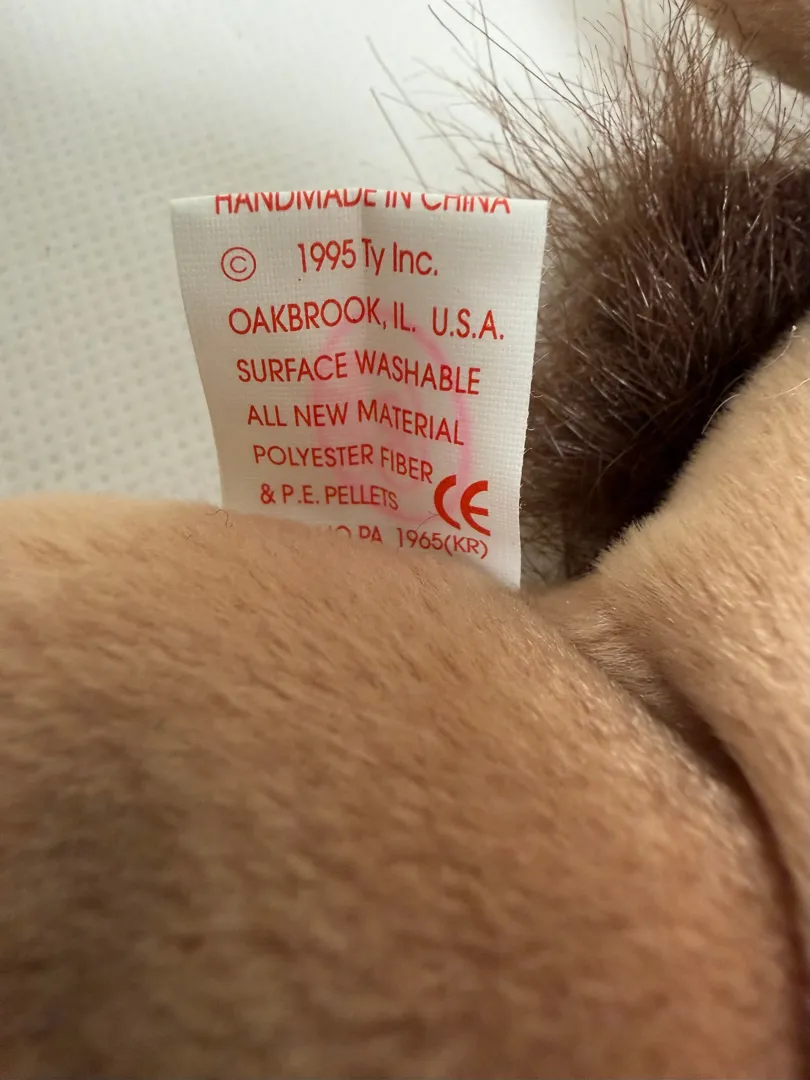 HANDMADE IN CHINA
© 1995 Ty Inc.
OAKBROOK, IL. U.S.A.
SURFACE WASHABLE
ALL NEW MATERIAL
POLYESTER FIBER
& P.E. PELLETS CE
PA 1965(KR)